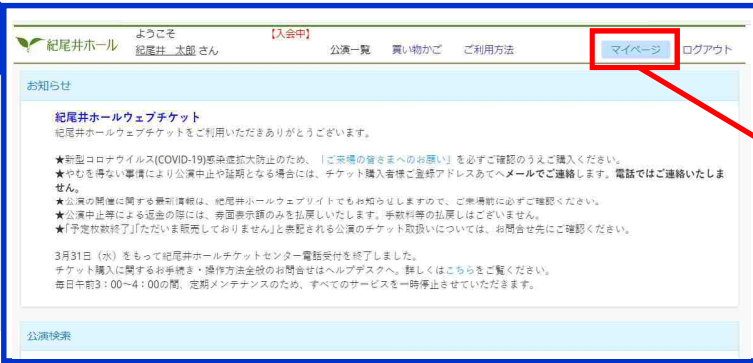 紀尾井ホール
ようこそ
紀尾井 太郎 さん
【入会中】
公演一覧 買い物かご ご利用方法 マイページ ログアウト
お知らせ
紀尾井ホールウェブチケット
紀尾井ホールウェブチケットをご利用いただきありがとうございます。
★新型コロナウイルス(COVID-19)感染症拡大防止のため、「ご来場の皆さまへのお願い」を必ずご確認のうえご購入ください。
★やむを得ない事情により公演中止や延期となる場合には、チケット購入者様ご登録アドレスあてへメールでご連絡します。電話ではご連絡いたしま
せん。
★公演の開催に関する最新情報は、紀尾井ホールウェブサイトでもお知らせしますので、ご来場前に必ずご確認ください。
★公演中止等による返金の際には、券面表示額のみを払戻しいたします。手数料等の払戻しはございません。
★「予定枚数終了」「ただいま販売しておりません」と表記される公演のチケット取扱いについては、お問合せ先にご確認ください。
3月31日（水）をもって紀尾井ホールチケットセンター電話受付を終了しました。
チケット購入に関するお手続き・操作方法全般のお問合せはヘルプデスクへ。詳しくはこちらをご覧ください。
毎日午前3：00～4：00の間、定期メンテナンスのため、すべてのサービスを一時停止させていただきます。
公演検索